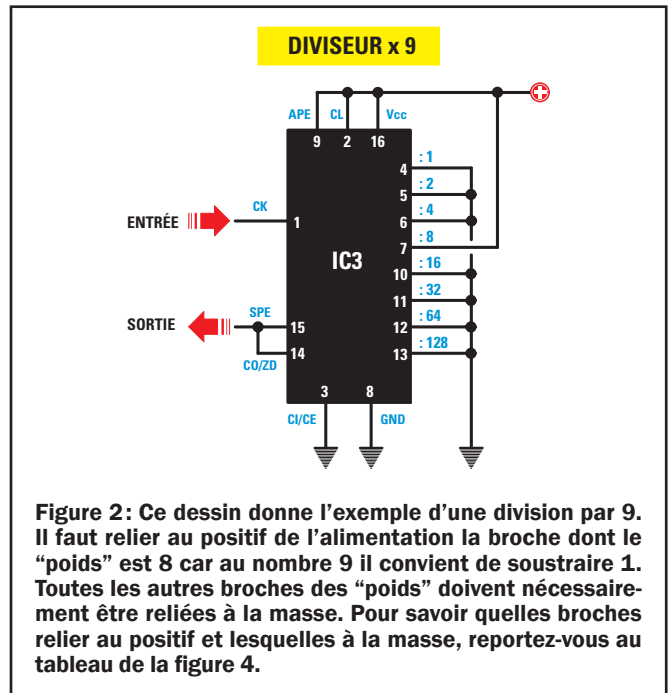 DIVISEUR x 9
APE CL Vcc
9 2 16
: 1
4
: 2
5
: 4
6
: 8
7
: 16
10
: 32
11
: 64
12
: 128
13
CK
ENTRÉE
1
IC3
SPE
SORTIE
15
14
CO/ZD
3 8
CI/CE GND
Figure 2: Ce dessin donne l’exemple d’une division par 9.
Il faut relier au positif de l’alimentation la broche dont le
“poids” est 8 car au nombre 9 il convient de soustraire 1.
Toutes les autres broches des “poids” doivent nécessaire-
ment être reliées à la masse. Pour savoir quelles broches
relier au positif et lesquelles à la masse, reportez-vous au
tableau de la figure 4.